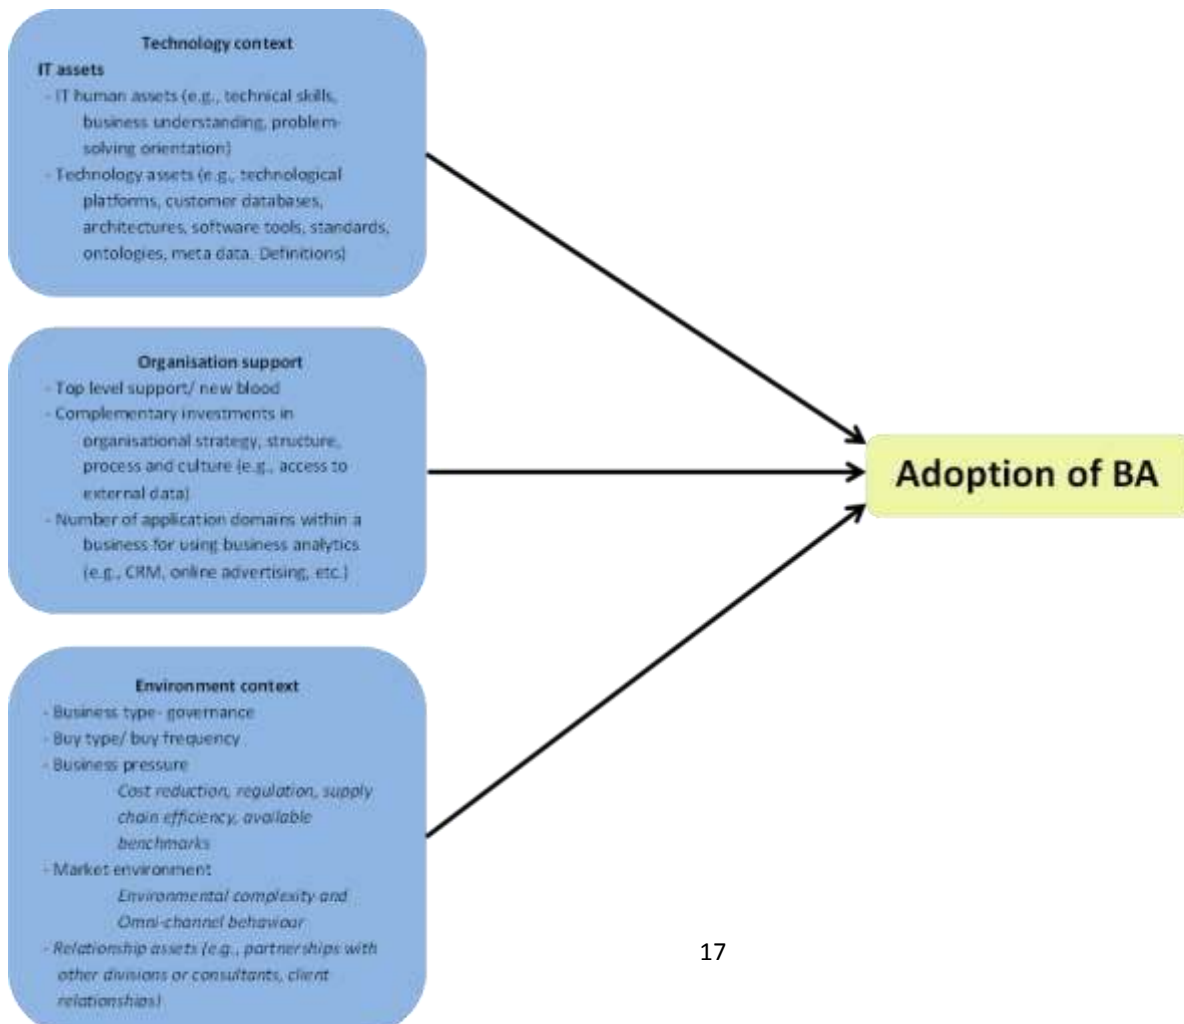 Technology context
IT assets
- IT human assets (e.g., technical skills,
business understanding, problem-
solving orientation)
- Technology assets (e.g., technological
platforms, customer databases,
architectures, software tools, standards,
ontologies, meta data. Definitions)
Organisation support
- Top level support/ new blood
- Complementary investments in
organisational strategy, structure,
process and culture (e.g., access to
external data)
- Number of application domains within a
business for using business analytics
(e.g., CRM, online advertising, etc.)
Environment context
- Business type- governance
- Buy type/ buy frequency
- Business pressure
Cost reduction, regulation, supply
chain efficiency, available
benchmarks
- Market environment
Environmental complexity and
Omni-channel behaviour
- Relationship assets (e.g., partnerships with
other divisions or consultants, client
relationships)
Adoption of BA
17